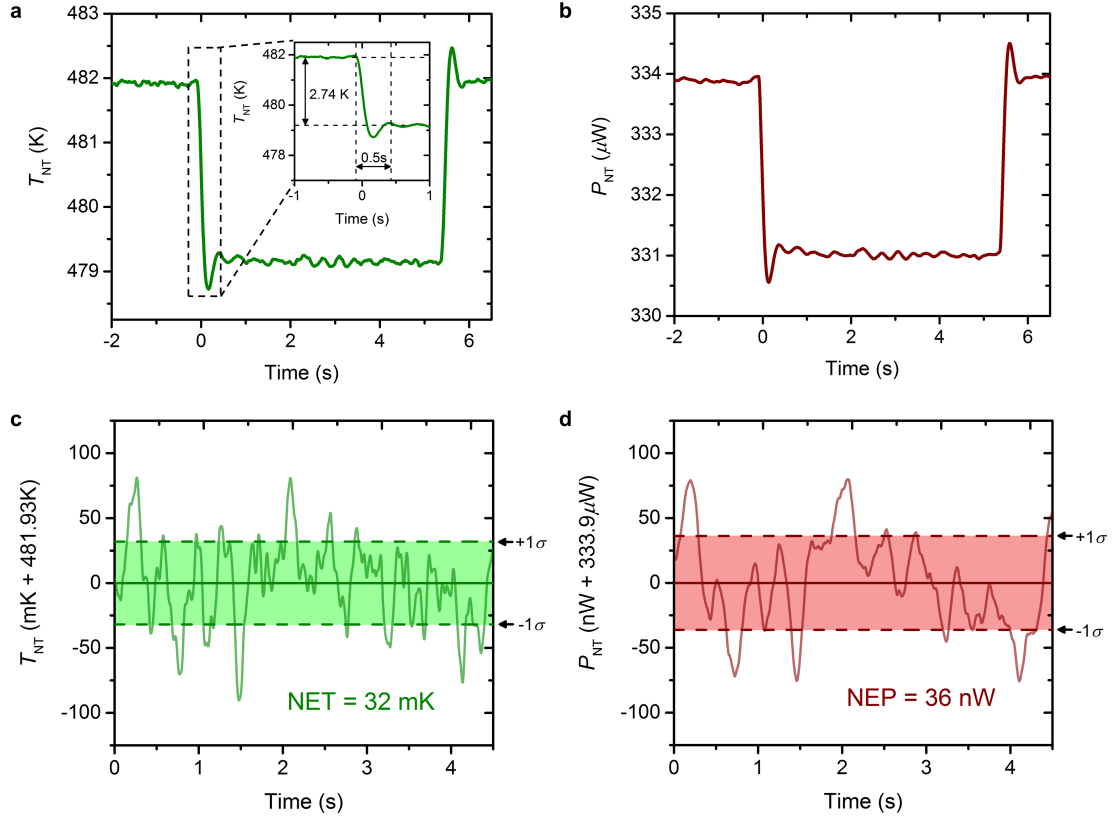 a
483
482
481
480
479
T_NT (K)
-2
0
2
4
6
Time (s)
482
480
478
T_NT (K)
2.74 K
0.5s
-1
0
1
Time (s)
b
335
334
333
332
331
330
P_NT (μW)
-2
0
2
4
6
Time (s)
c
100
50
0
-50
-100
T_NT (mK + 481.93K)
+1σ
-1σ
NET = 32 mK
0
1
2
3
4
Time (s)
d
100
50
0
-50
-100
P_NT (nW + 333.9μW)
+1σ
-1σ
NEP = 36 nW
0
1
2
3
4
Time (s)